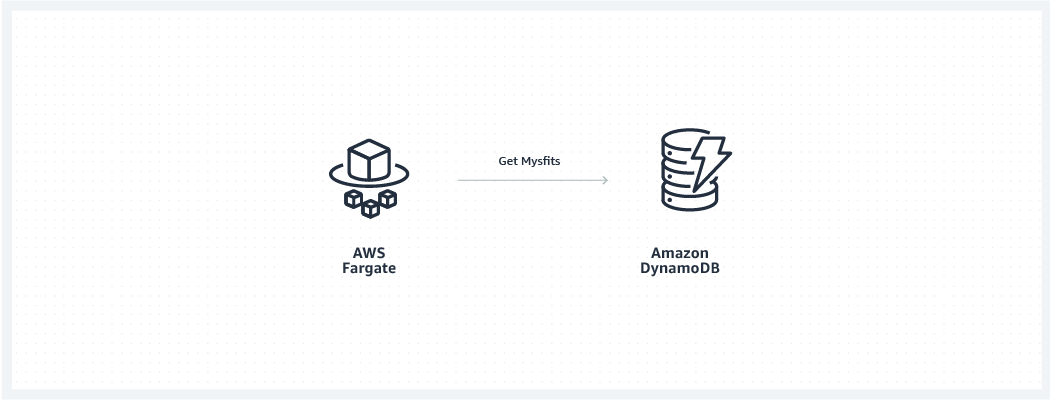 Get Mysfits
AWS
Fargate
Amazon
DynamoDB